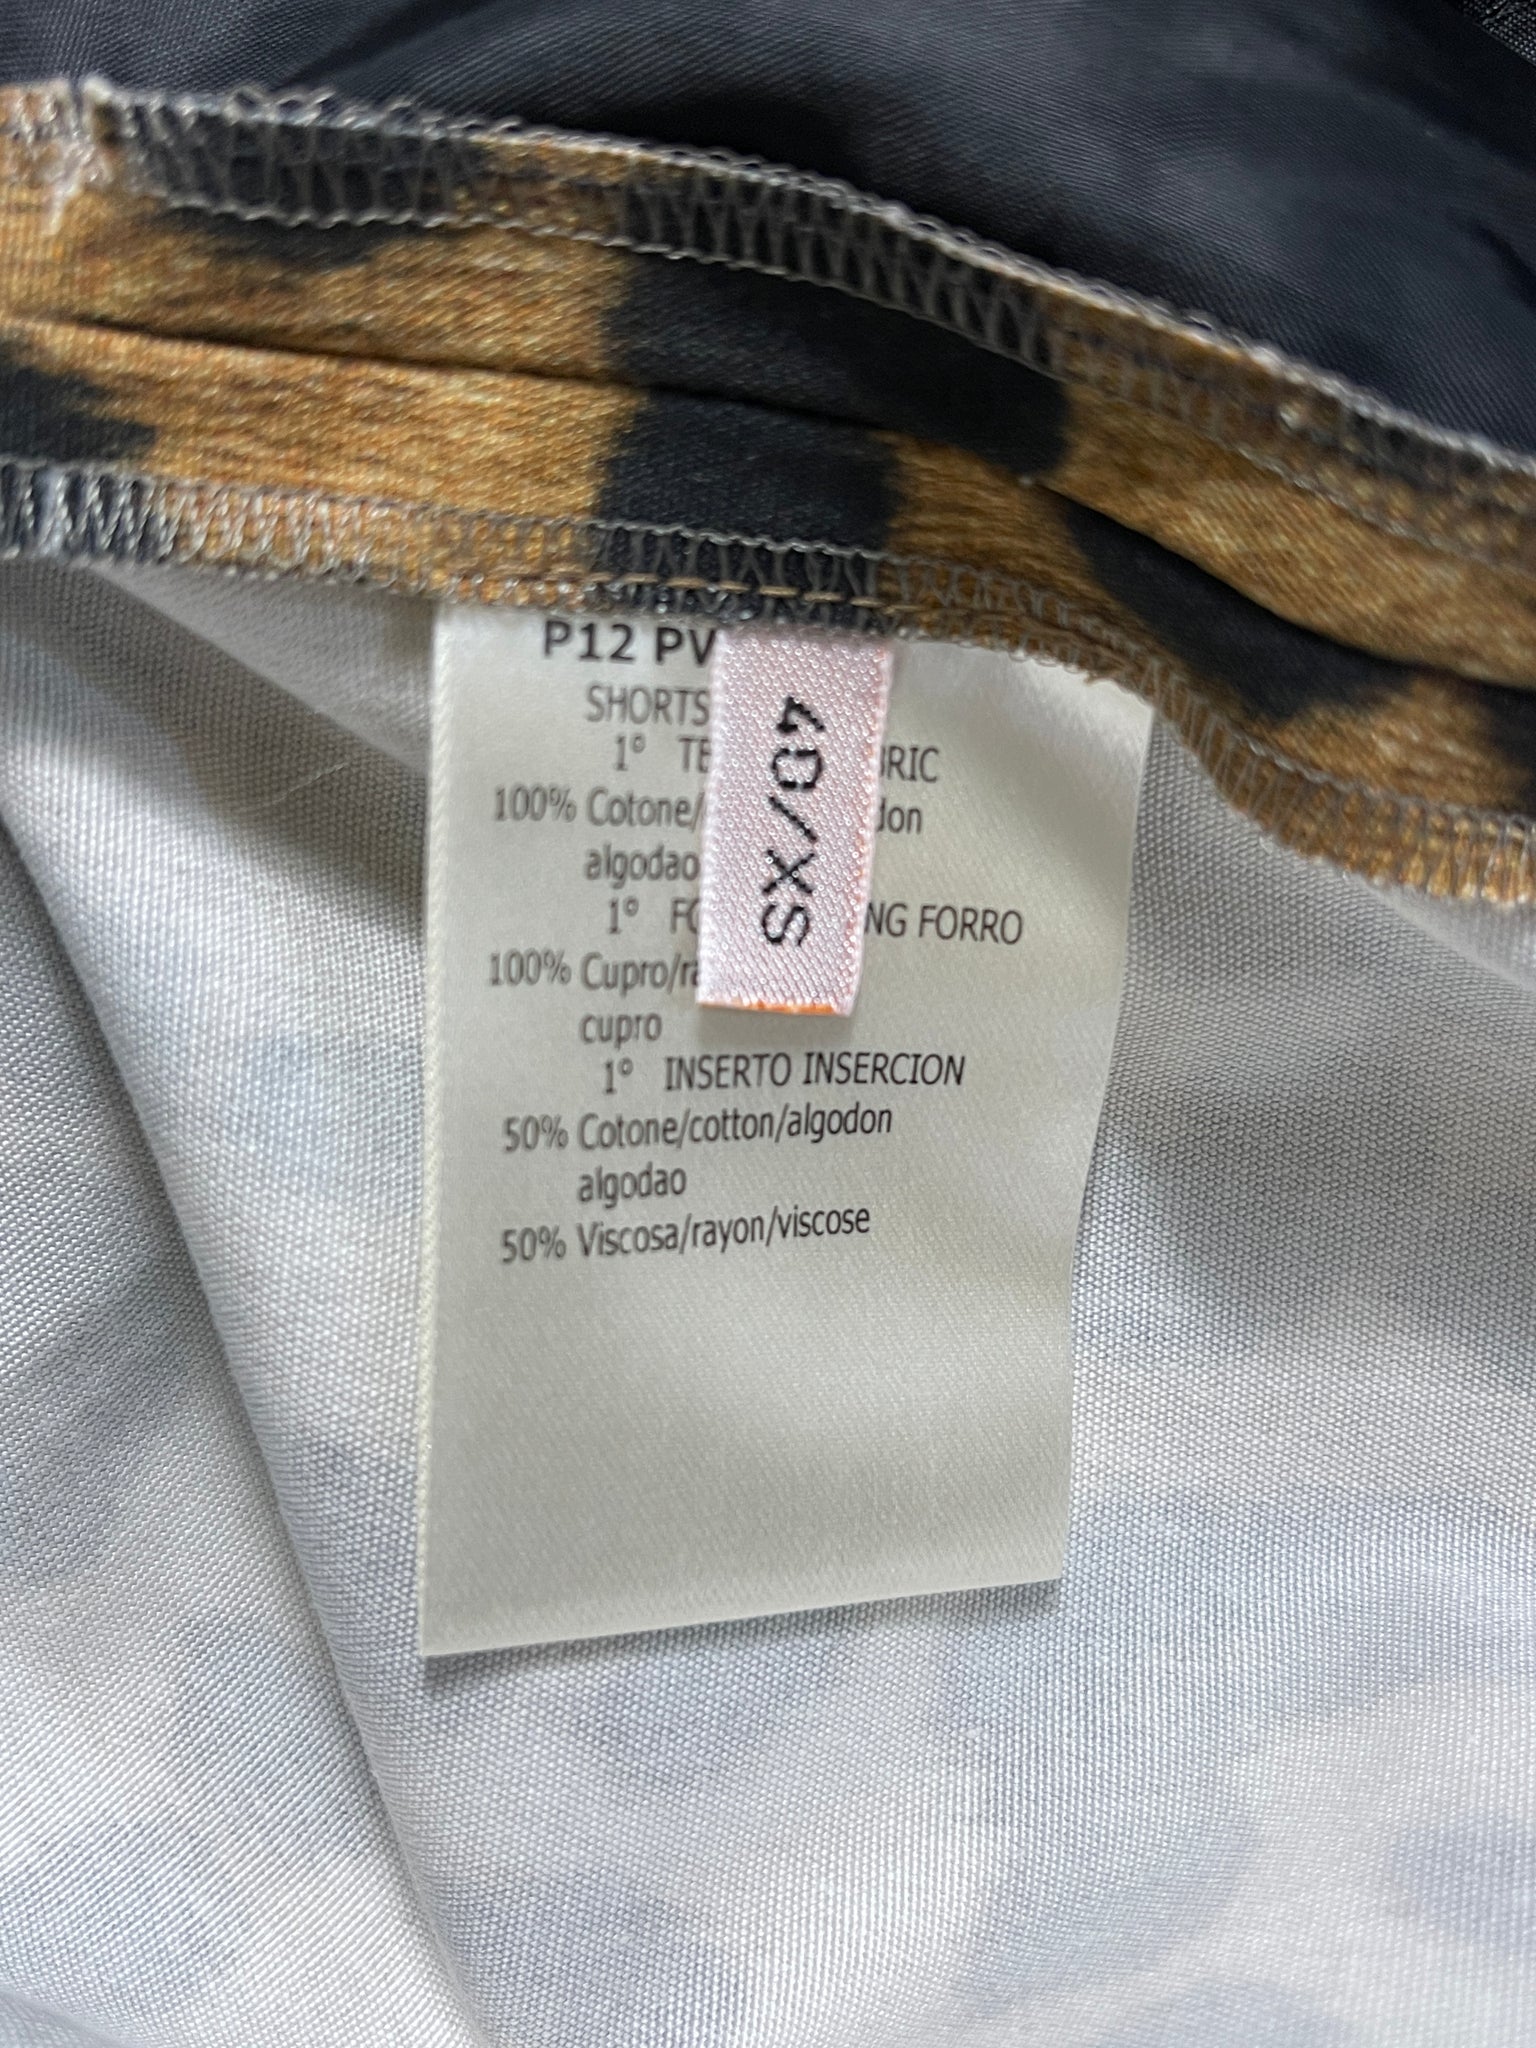 P12 PV
SHORTS
1° TE BRIC
100% Cotone/ don
algodao
1° FO NG FORRO
100% Cupro/ra
cupro
1° INSERTO INSERCION
50% Cotone/cotton/algodon
algodao
50% Viscosa/rayon/viscose
40/XS